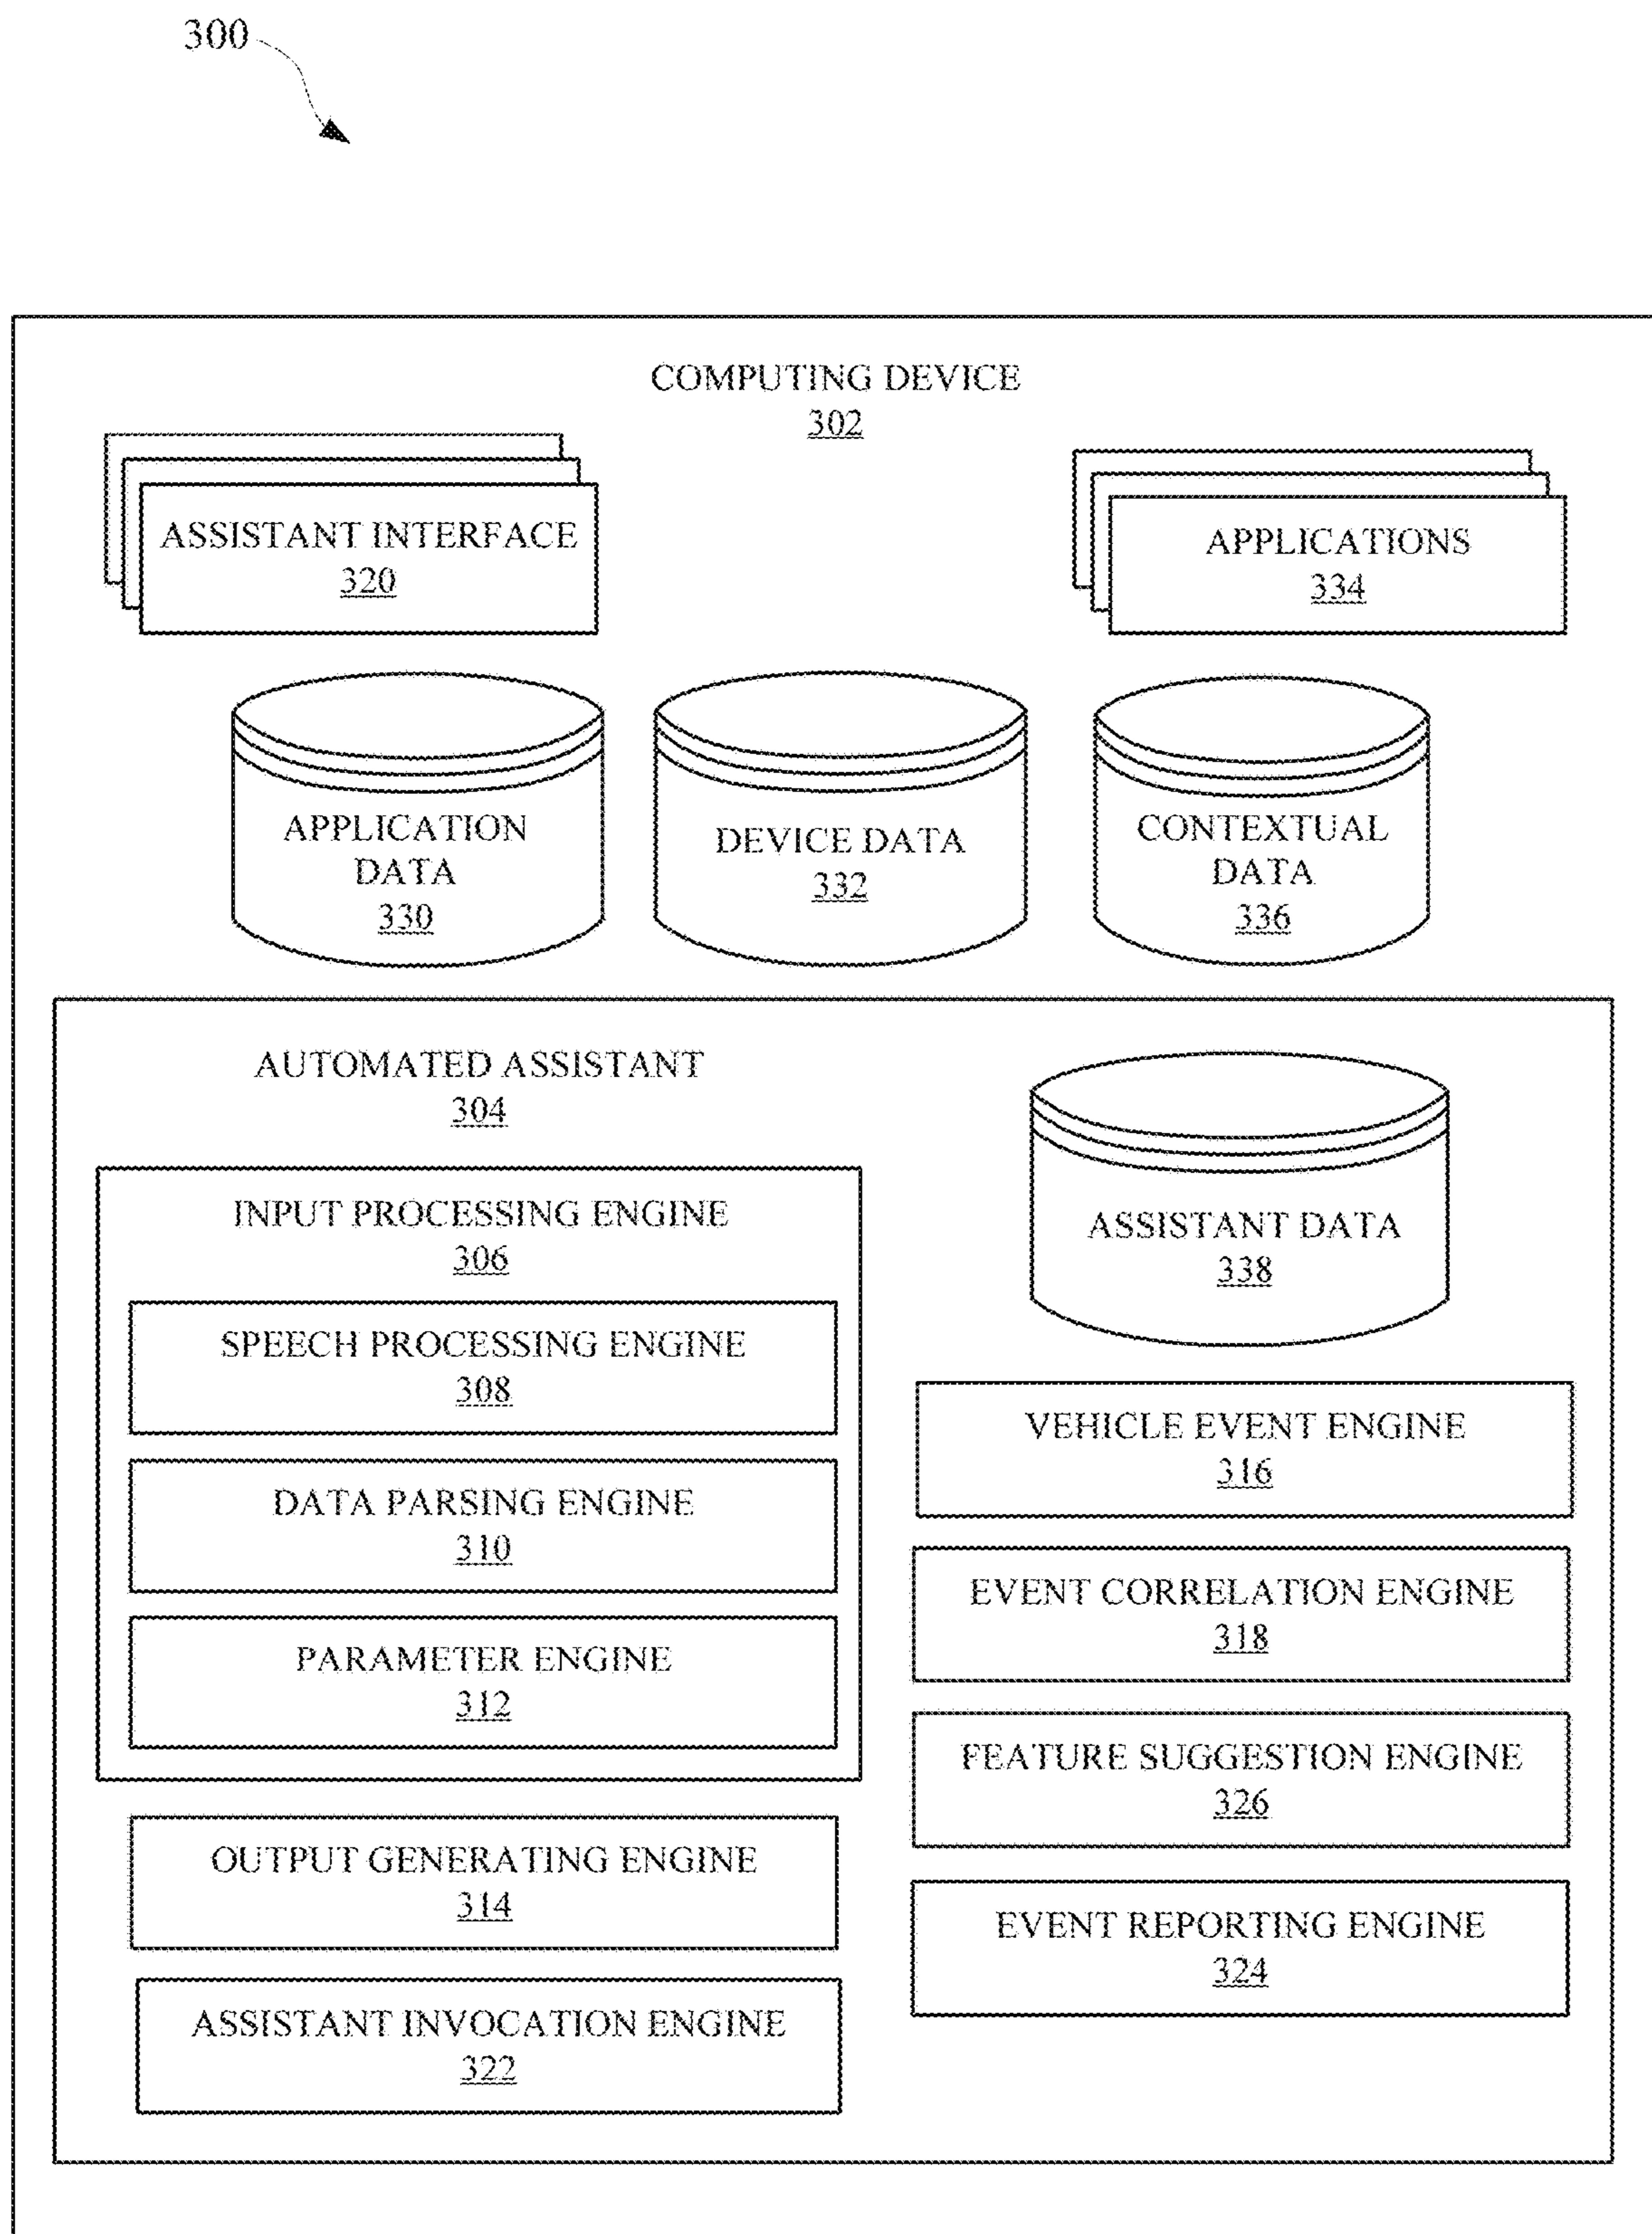 300
COMPUTING DEVICE
302
ASSISTANT INTERFACE
320
APPLICATIONS
334
APPLICATION
DATA
330
DEVICE DATA
332
CONTEXTUAL
DATA
336
AUTOMATED ASSISTANT
304
INPUT PROCESSING ENGINE
306
SPEECH PROCESSING ENGINE
308
DATA PARSING ENGINE
310
PARAMETER ENGINE
312
OUTPUT GENERATING ENGINE
314
ASSISTANT INVOCATION ENGINE
322
ASSISTANT DATA
338
VEHICLE EVENT ENGINE
316
EVENT CORRELATION ENGINE
318
FEATURE SUGGESTION ENGINE
326
EVENT REPORTING ENGINE
324